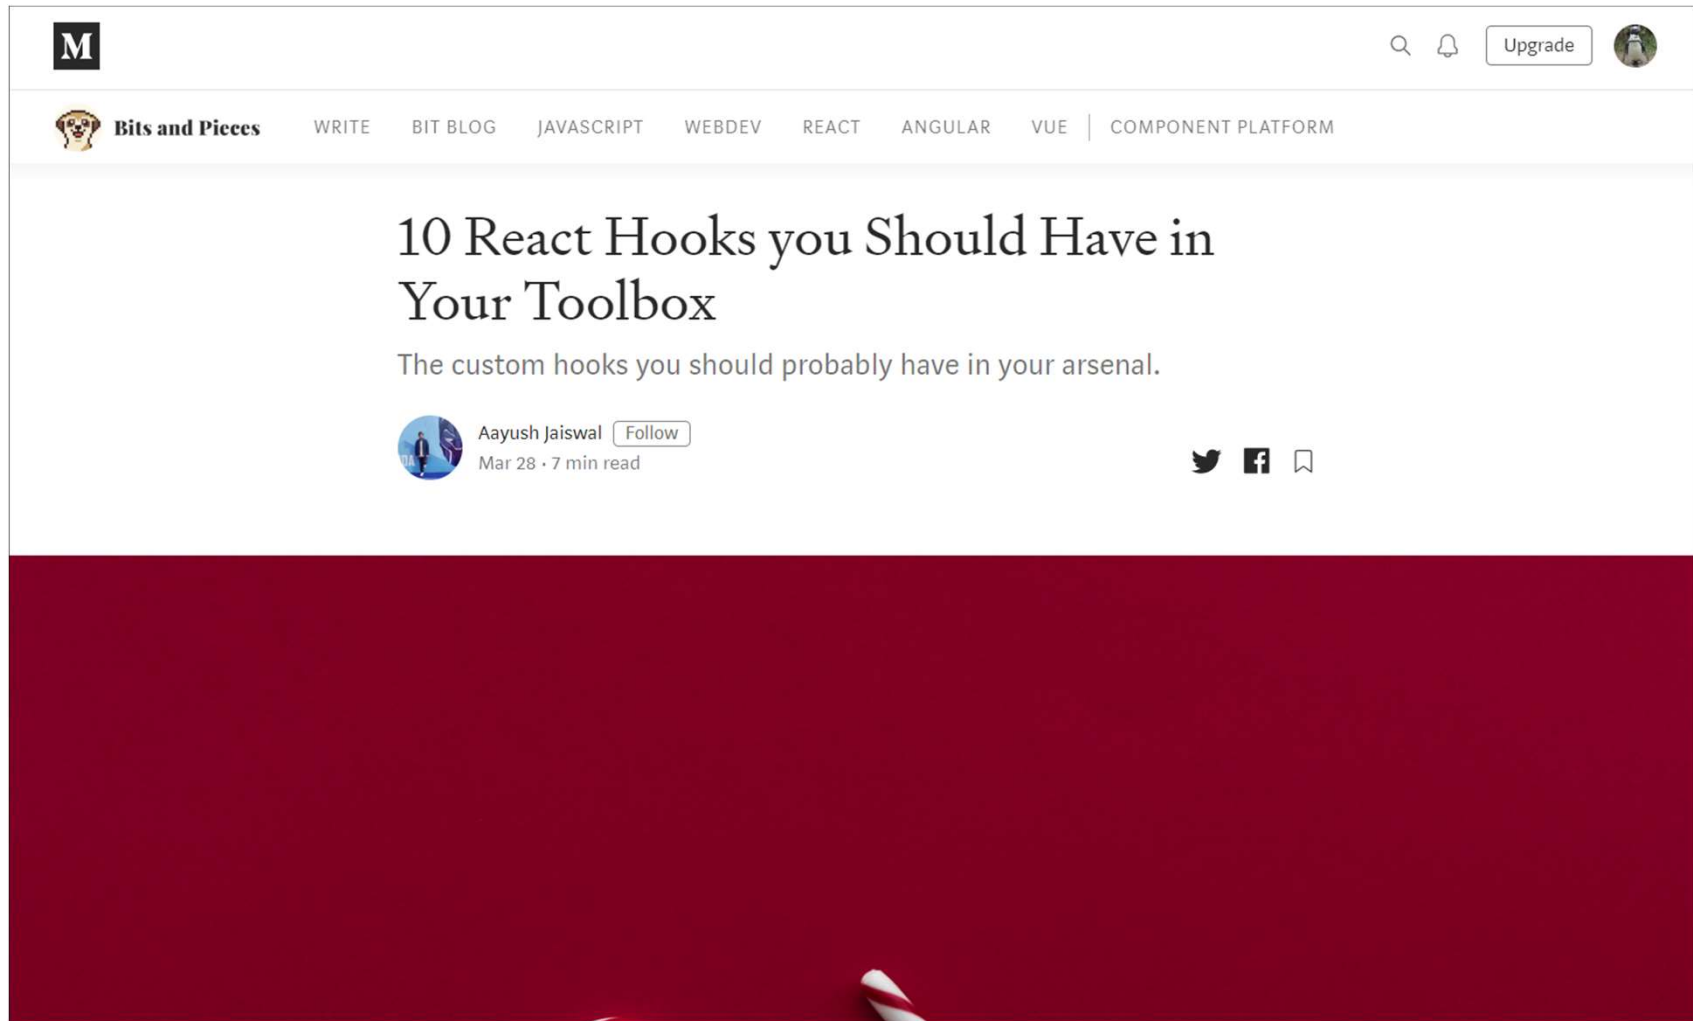 M
Upgrade
Bits and Pieces WRITE BIT BLOG JAVASCRIPT WEBDEV REACT ANGULAR VUE COMPONENT PLATFORM
10 React Hooks you Should Have in
Your Toolbox
The custom hooks you should probably have in your arsenal.
Aayush Jaiswal Follow
Mar 28 · 7 min read